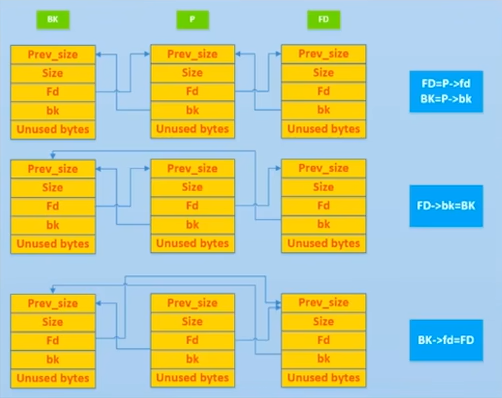 BK P FD
Prev_size Prev_size Prev_size
Size Size Size
Fd Fd Fd
bk bk bk
Unused bytes Unused bytes Unused bytes
FD=P->fd
BK=P->bk
Prev_size Prev_size Prev_size
Size Size Size
Fd Fd Fd
bk bk bk
Unused bytes Unused bytes Unused bytes
FD->bk=BK
Prev_size Prev_size Prev_size
Size Size Size
Fd Fd Fd
bk bk bk
Unused bytes Unused bytes Unused bytes
BK->fd=FD